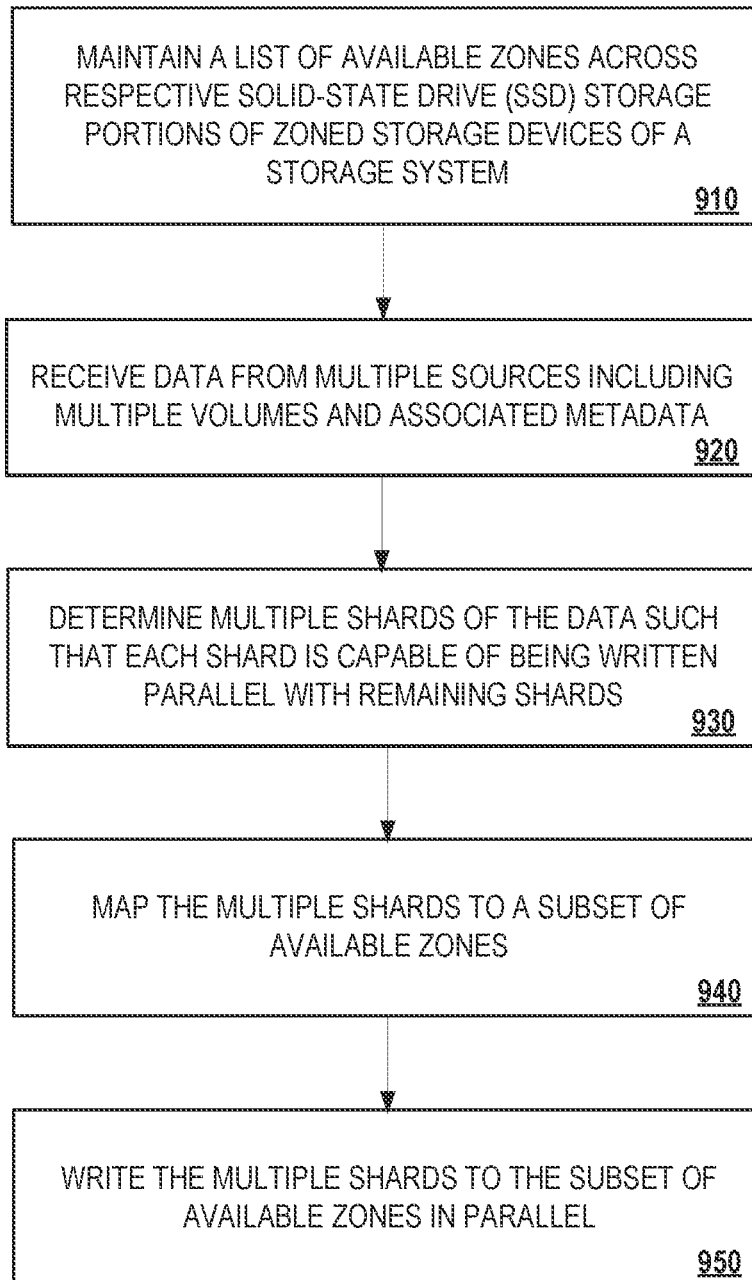 MAINTAIN A LIST OF AVAILABLE ZONES ACROSS
RESPECTIVE SOLID-STATE DRIVE (SSD) STORAGE
PORTIONS OF ZONED STORAGE DEVICES OF A
STORAGE SYSTEM
910
RECEIVE DATA FROM MULTIPLE SOURCES INCLUDING
MULTIPLE VOLUMES AND ASSOCIATED METADATA
920
DETERMINE MULTIPLE SHARDS OF THE DATA SUCH
THAT EACH SHARD IS CAPABLE OF BEING WRITTEN
PARALLEL WITH REMAINING SHARDS
930
MAP THE MULTIPLE SHARDS TO A SUBSET OF
AVAILABLE ZONES
940
WRITE THE MULTIPLE SHARDS TO THE SUBSET OF
AVAILABLE ZONES IN PARALLEL
950